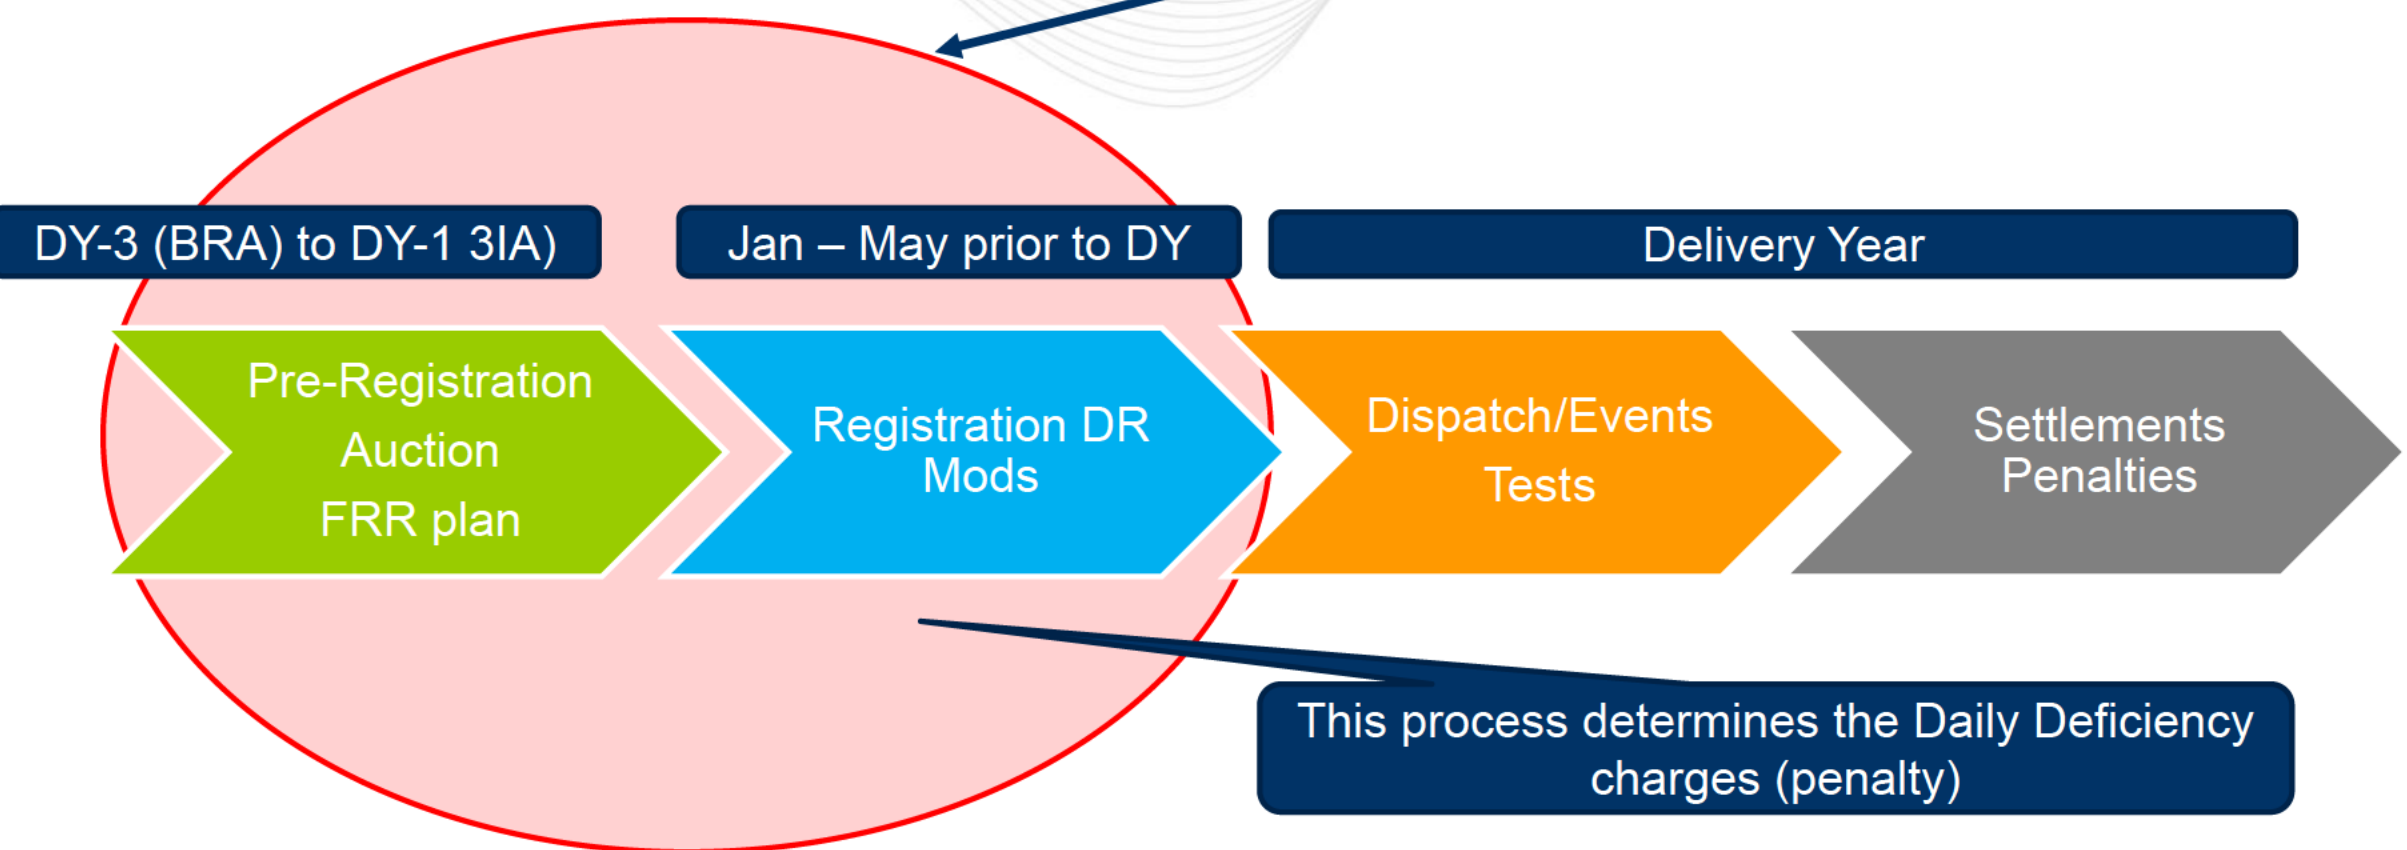 DY-3 (BRA) to DY-1 3IA)
Jan – May prior to DY
Delivery Year
Pre-Registration
Auction
FRR plan
Registration DR
Mods
Dispatch/Events
Tests
Settlements
Penalties
This process determines the Daily Deficiency
charges (penalty)